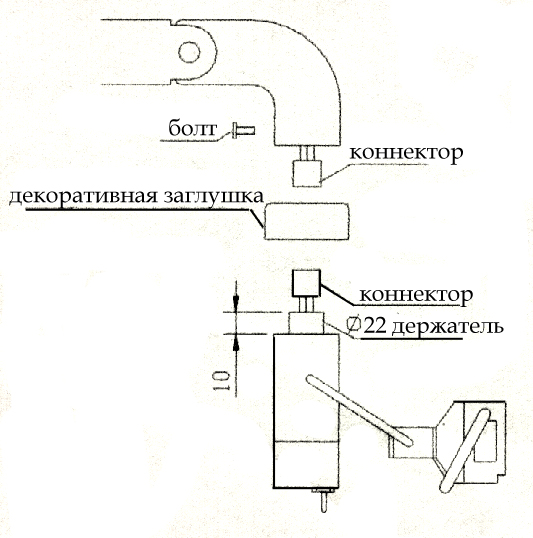 болт
коннектор
декоративная заглушка
коннектор
∅22 держатель
10